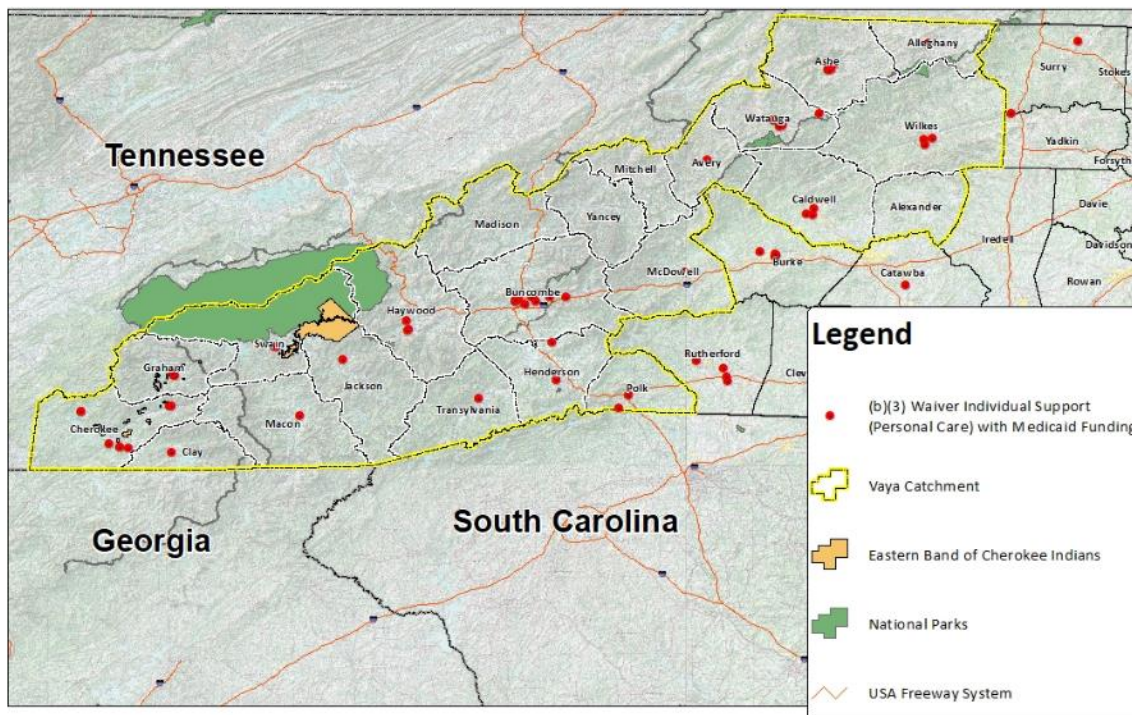 Alleghany
Ashe
Surry
Stokes
Watauga
Wilkes
Yadkin
Forsyth
Tennessee
Mitchell
Avery
Caldwell
Alexander
Davie
Madison
Yancey
Iredell
Davidson
McDowell
Burke
Catawba
Rowan
Buncombe
Haywood
Swain
Graham
Jackson
Henderson
Rutherford
Clev
Polk
Transylvania
Macon
Cherokee
Clay
Georgia
South Carolina
Legend
(b)(3) Waiver Individual Support
(Personal Care) with Medicaid Funding
Vaya Catchment
Eastern Band of Cherokee Indians
National Parks
USA Freeway System